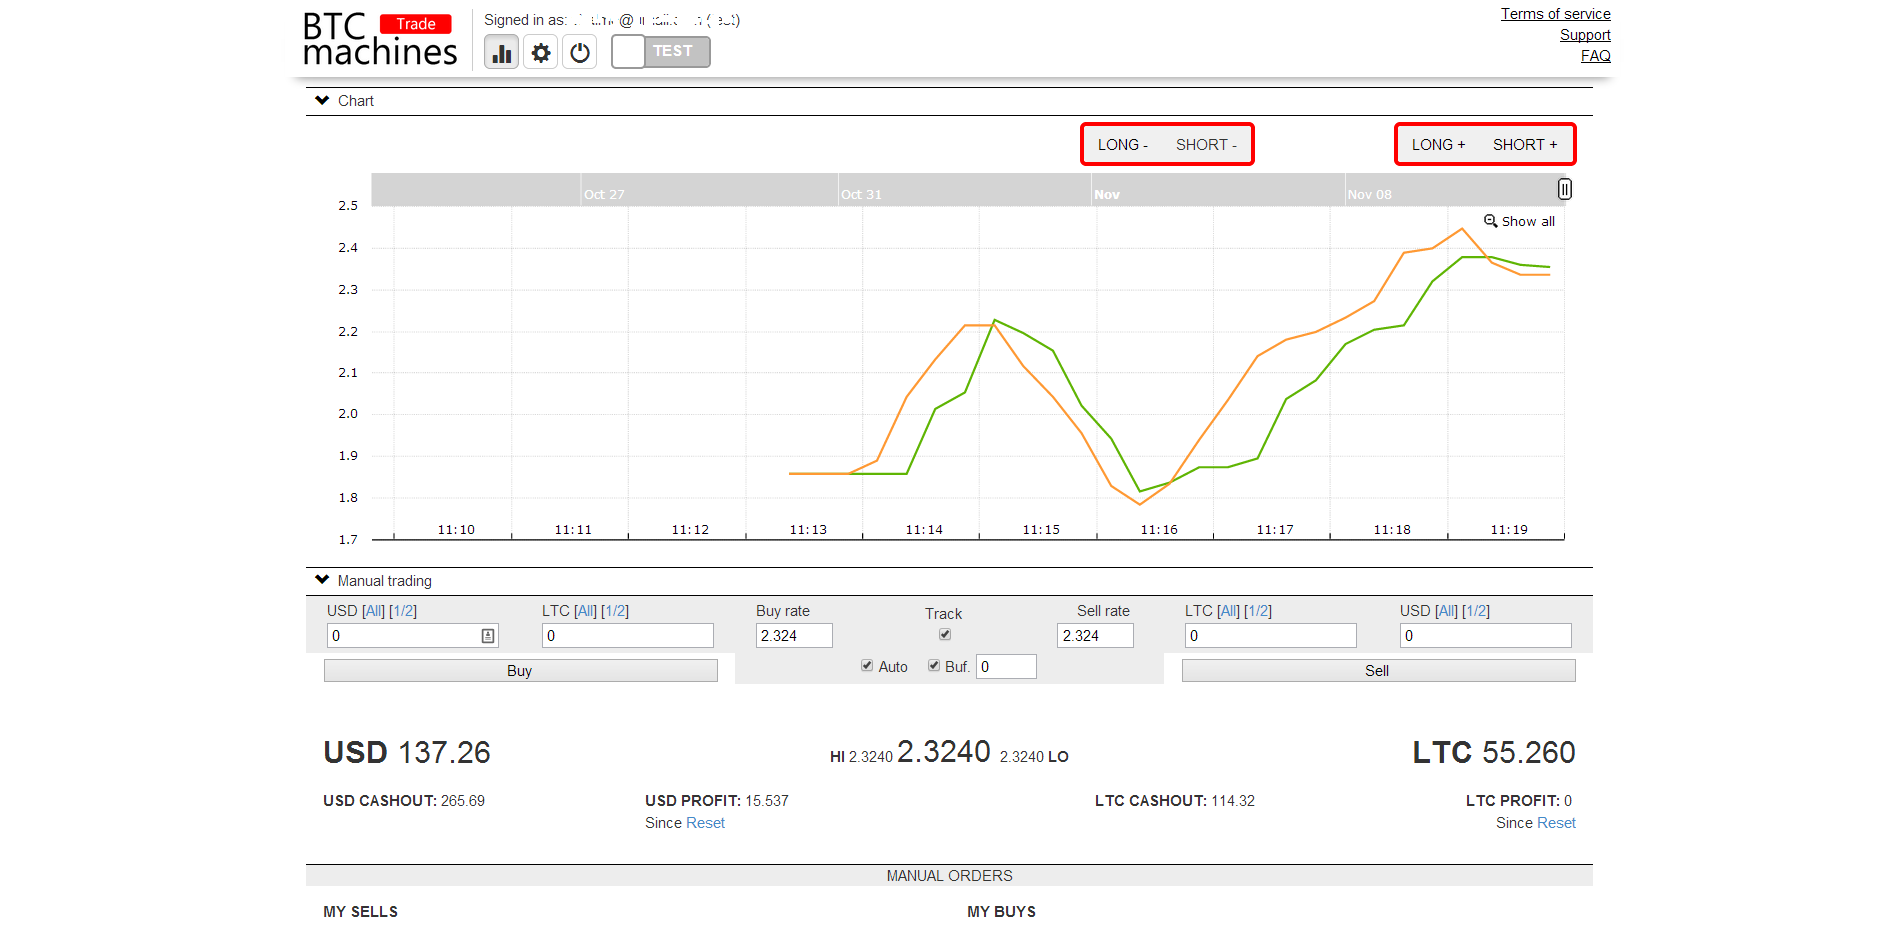 BTC Trade
machines
Signed in as:
TEST
Terms of service
Support
FAQ
Chart
LONG - SHORT -
LONG + SHORT +
Oct 27 Oct 31 Nov Nov 08
Show all
2.5
2.4
2.3
2.2
2.1
2.0
1.9
1.8
1.7
11:10 11:11 11:12 11:13 11:14 11:15 11:16 11:17 11:18 11:19
Manual trading
USD [All] [1/2] LTC [All] [1/2] Buy rate Track Sell rate LTC [All] [1/2] USD [All] [1/2]
0 0 2.324 2.324 0 0
Buy Auto Buf. 0 Sell
USD 137.26 HI 2.3240 2.3240 2.3240 LO LTC 55.260
USD CASHOUT: 265.69 USD PROFIT: 15.537 LTC CASHOUT: 114.32 LTC PROFIT: 0
Since Reset Since Reset
MANUAL ORDERS
MY SELLS MY BUYS